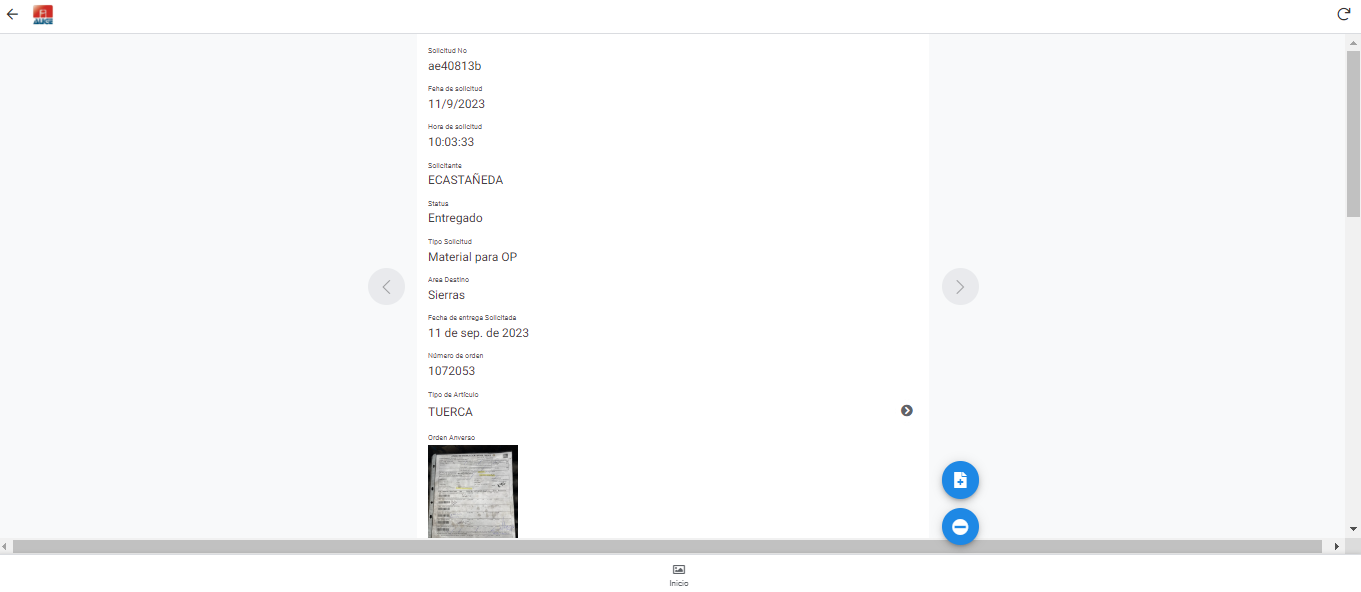 AUGE
Solicitud No
ae40813b
Feha de solicitud
11/9/2023
Hora de solicitud
10:03:33
Solicitante
ECASTAÑEDA
Status
Entregado
Tipo Solicitud
Material para OP
Area Destino
Sierras
Fecha de entrega Solicitada
11 de sep. de 2023
Número de orden
1072053
Tipo de Artículo
TUERCA
Orden Anverso
Inicio